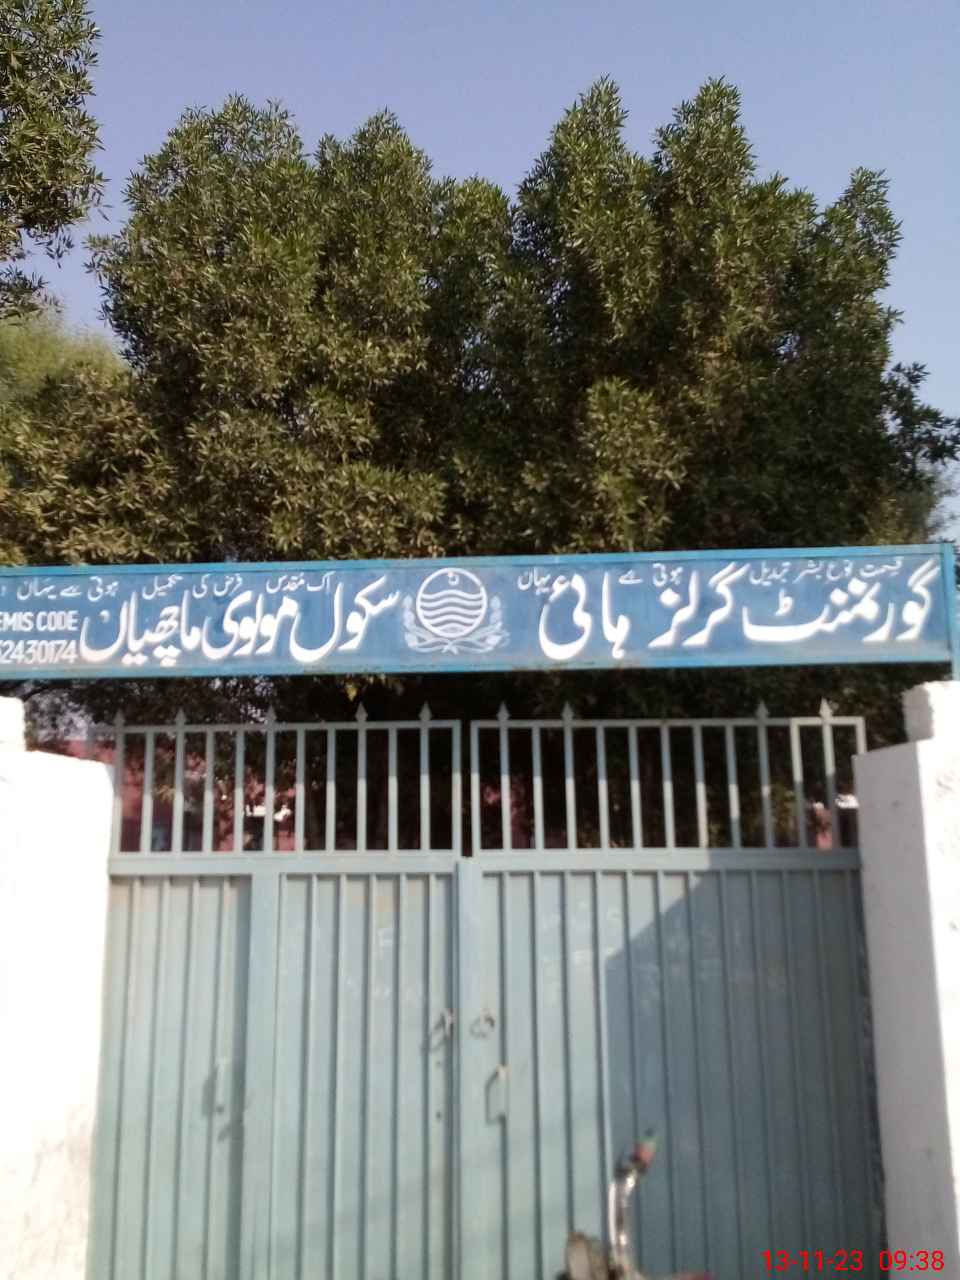 قسمت نوع بشر تبدیل ہوتی ہے یہاں
اک مقدس فرض کی تکمیل ہوتی ہے یہاں
گورنمنٹ گرلز ہائی سکول مولوی ماچھیاں
EMIS CODE
2430174
13-11-23 09:38